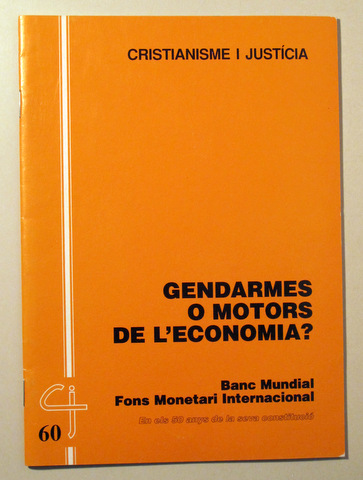 CRISTIANISME I JUSTÍCIA
GENDARMES
O MOTORS
DE L'ECONOMIA?
Banc Mundial
Fons Monetari Internacional
En els 50 anys de la seva constitució
cj
60